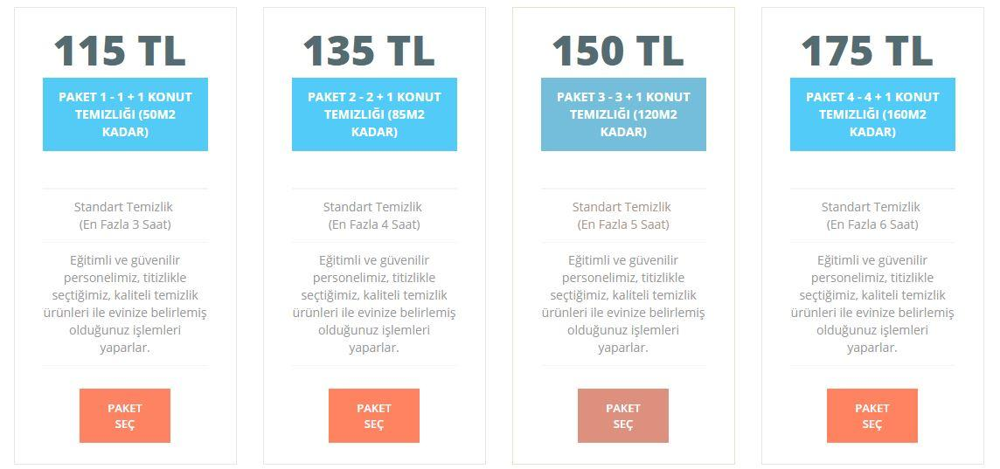 115 TL
PAKET 1 - 1 + 1 KONUT
TEMIZLIĞI (50M2
KADAR)
Standart Temizlik
(En Fazla 3 Saat)
Eğitimli ve güvenilir
personelimiz, titizlikle
seçtiğimiz, kaliteli temizlik
ürünleri ile evinize belirlemiş
olduğunuz işlemleri
yaparlar.
PAKET
SEÇ
135 TL
PAKET 2 - 2 + 1 KONUT
TEMIZLIĞI (85M2
KADAR)
Standart Temizlik
(En Fazla 4 Saat)
Eğitimli ve güvenilir
personelimiz, titizlikle
seçtiğimiz, kaliteli temizlik
ürünleri ile evinize belirlemiş
olduğunuz işlemleri
yaparlar.
PAKET
SEÇ
150 TL
PAKET 3 - 3 + 1 KONUT
TEMIZLIĞI (120M2
KADAR)
Standart Temizlik
(En Fazla 5 Saat)
Eğitimli ve güvenilir
personelimiz, titizlikle
seçtiğimiz, kaliteli temizlik
ürünleri ile evinize belirlemiş
olduğunuz işlemleri
yaparlar.
PAKET
SEÇ
175 TL
PAKET 4 - 4 + 1 KONUT
TEMIZLIĞI (160M2
KADAR)
Standart Temizlik
(En Fazla 6 Saat)
Eğitimli ve güvenilir
personelimiz, titizlikle
seçtiğimiz, kaliteli temizlik
ürünleri ile evinize belirlemiş
olduğunuz işlemleri
yaparlar.
PAKET
SEÇ